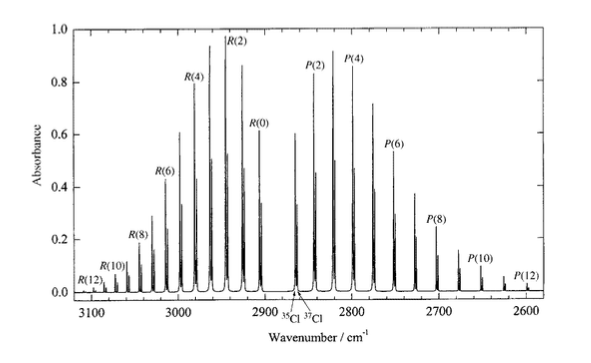 1.0
R(2)
P(2)
P(4)
R(4)
0.8
R(0)
0.6
P(6)
R(6)
0.4
R(8)
P(8)
0.2
R(10)
P(10)
R(12)
P(12)
0.0
Absorbance
3100
3000
2900
2800
2700
2600
³⁵Cl ³⁷Cl
Wavenumber / cm⁻¹